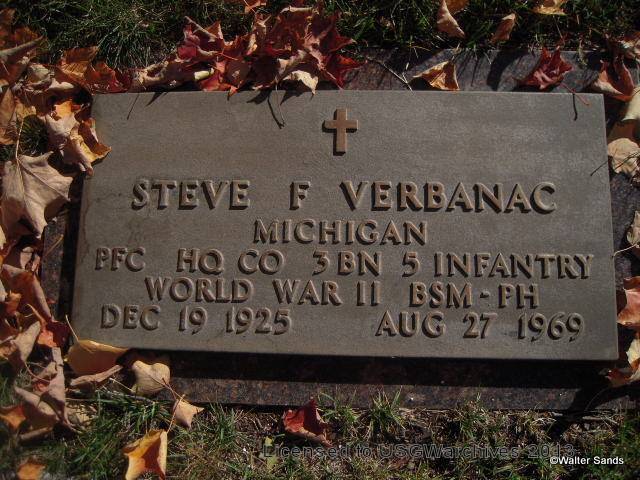 STEVE F VERBANAC
MICHIGAN
PFC HQ CO 3 BN 5 INFANTRY
WORLD WAR II BSM-PH
DEC 19 1925 AUG 27 1969
Licensed to USGWarchives 2013
©Walter Sands